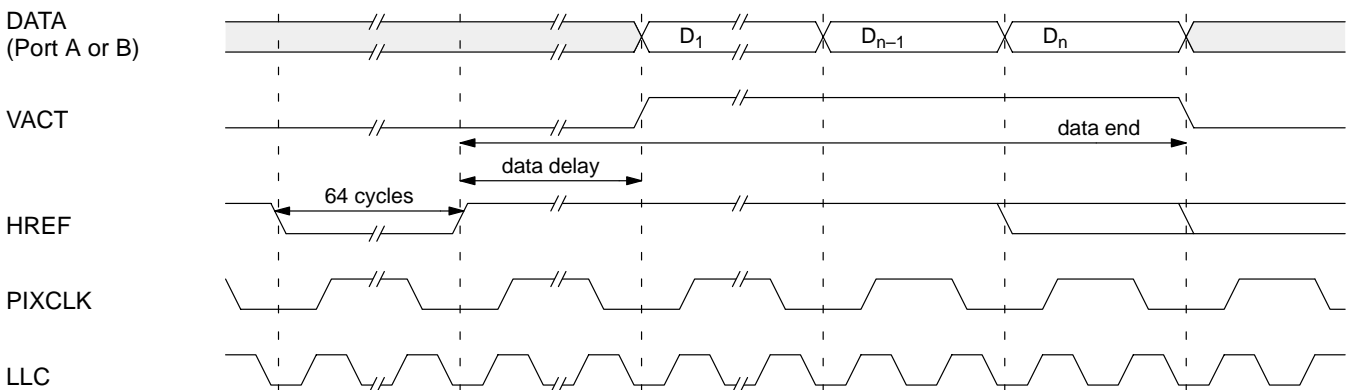 DATA
(Port A or B)
D1
Dn–1
Dn
VACT
data end
data delay
64 cycles
HREF
PIXCLK
LLC